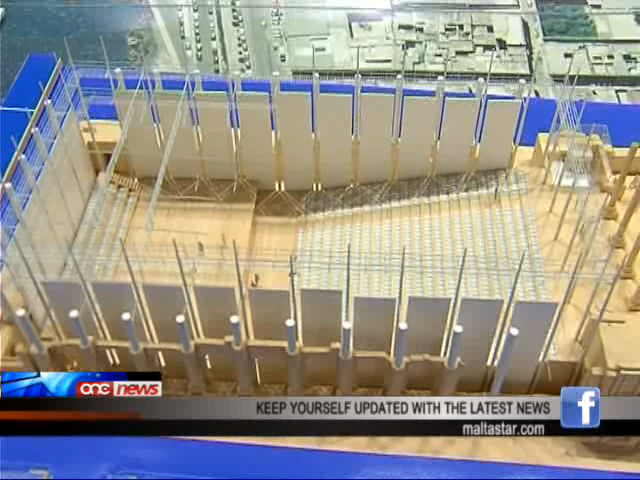 one NEWS
KEEP YOURSELF UPDATED WITH THE LATEST NEWS
f
maltastar.com